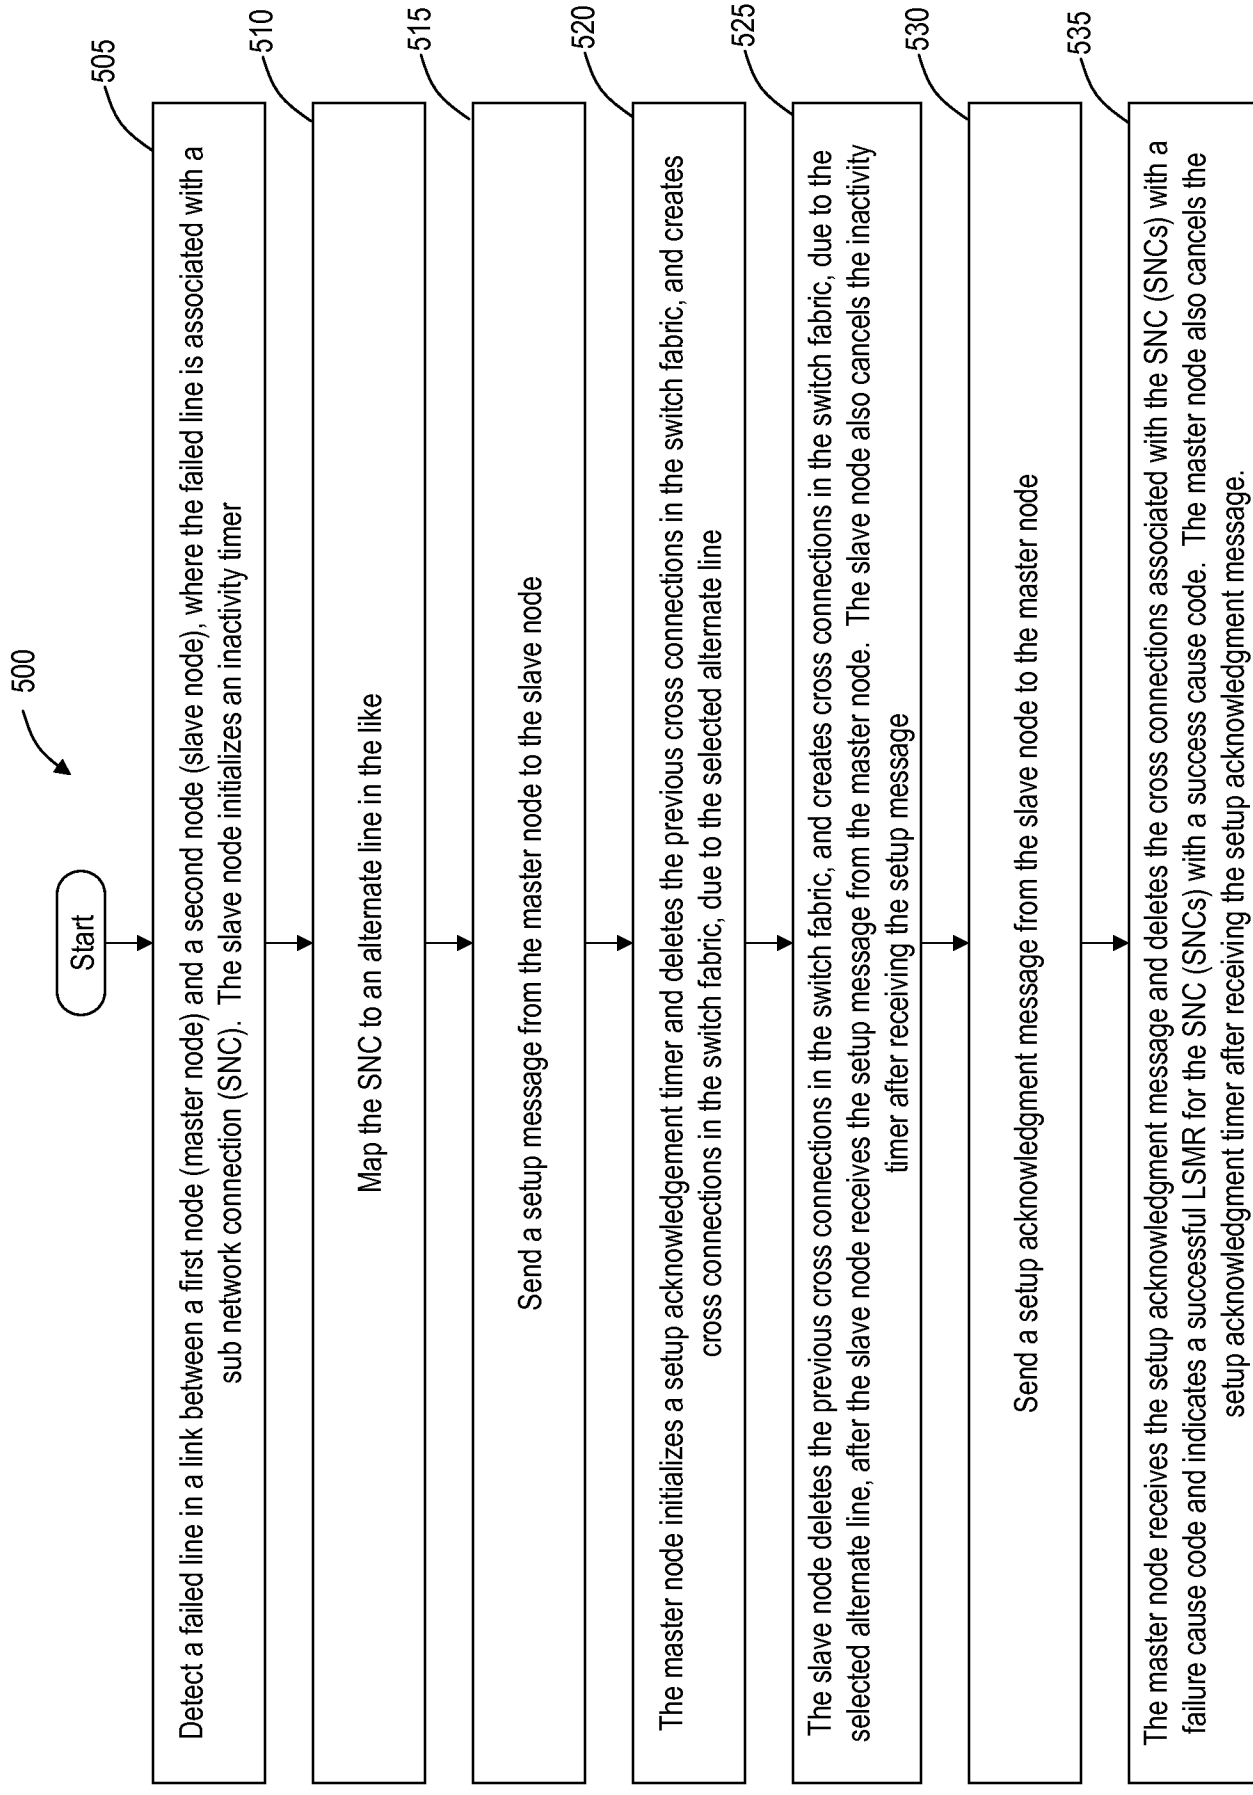 500
Start
505
Detect a failed line in a link between a first node (master node) and a second node (slave node), where the failed line is associated with a
sub network connection (SNC). The slave node initializes an inactivity timer
510
Map the SNC to an alternate line in the like
515
Send a setup message from the master node to the slave node
520
The master node initializes a setup acknowledgement timer and deletes the previous cross connections in the switch fabric, and creates
cross connections in the switch fabric, due to the selected alternate line
525
The slave node deletes the previous cross connections in the switch fabric, and creates cross connections in the switch fabric, due to the
selected alternate line, after the slave node receives the setup message from the master node. The slave node also cancels the inactivity
timer after receiving the setup message
530
Send a setup acknowledgment message from the slave node to the master node
535
The master node receives the setup acknowledgment message and deletes the cross connections associated with the SNC (SNCs) with a
failure cause code and indicates a successful LSMR for the SNC (SNCs) with a success cause code. The master node also cancels the
setup acknowledgment timer after receiving the setup acknowledgment message.